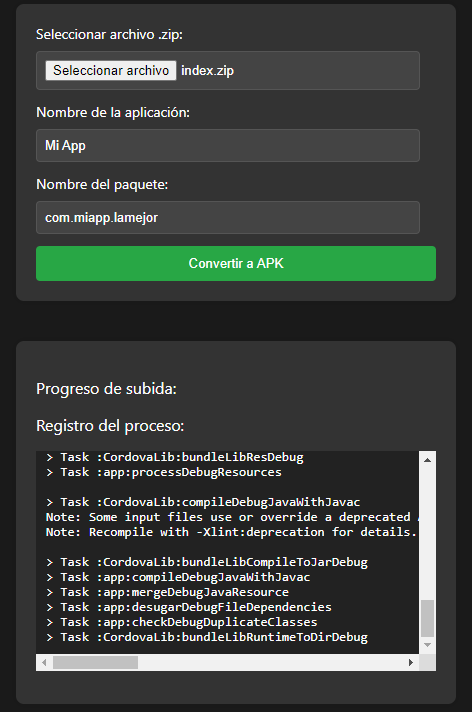 Seleccionar archivo .zip:
Seleccionar archivo index.zip
Nombre de la aplicación:
Mi App
Nombre del paquete:
com.miapp.lamejor
Convertir a APK
Progreso de subida:
Registro del proceso:
> Task :CordovaLib:bundleLibResDebug
> Task :app:processDebugResources
> Task :CordovaLib:compileDebugJavaWithJavac
Note: Some input files use or override a deprecated
Note: Recompile with -Xlint:deprecation for details.
> Task :CordovaLib:bundleLibCompileToJarDebug
> Task :app:compileDebugJavaWithJavac
> Task :app:mergeDebugJavaResource
> Task :app:desugarDebugFileDependencies
> Task :app:checkDebugDuplicateClasses
> Task :CordovaLib:bundleLibRuntimeToDirDebug